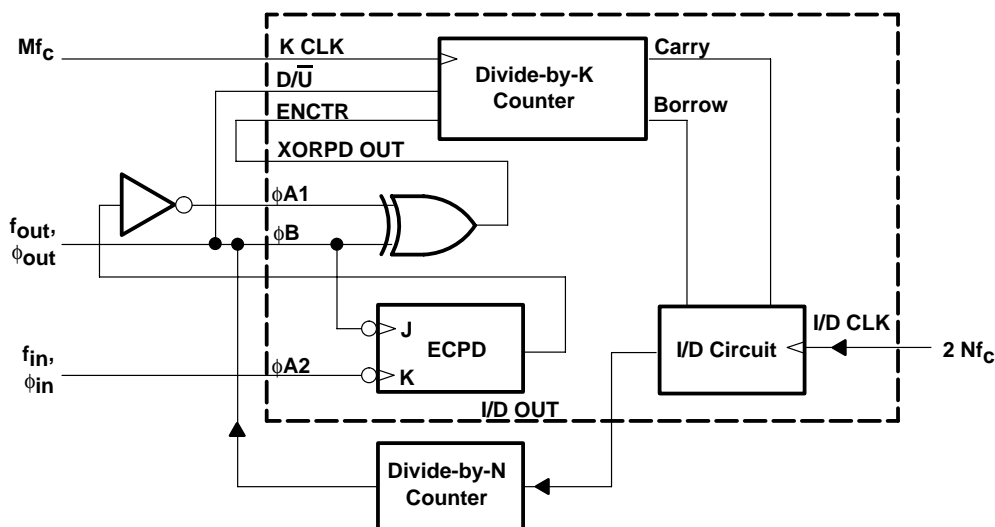 Mfc
K CLK
D/U̅
ENCTR
XORPD OUT
Divide-by-K
Counter
Carry
Borrow
ϕA1
fout,
ϕout
ϕB
J
ECPD
K
fin,
ϕin
ϕA2
I/D Circuit
I/D CLK
2 Nfc
I/D OUT
Divide-by-N
Counter